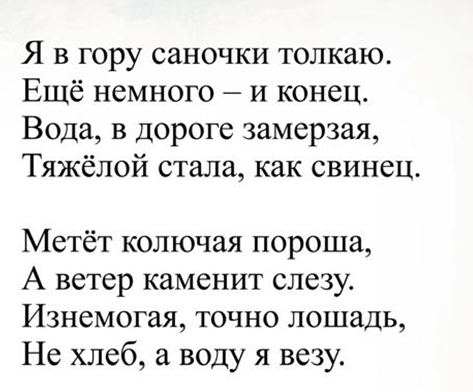 Я в гору саночки толкаю.
Ещё немного – и конец.
Вода, в дороге замерзая,
Тяжёлой стала, как свинец.

Метёт колючая пороша,
А ветер каменит слезу.
Изнемогая, точно лошадь,
Не хлеб, а воду я везу.